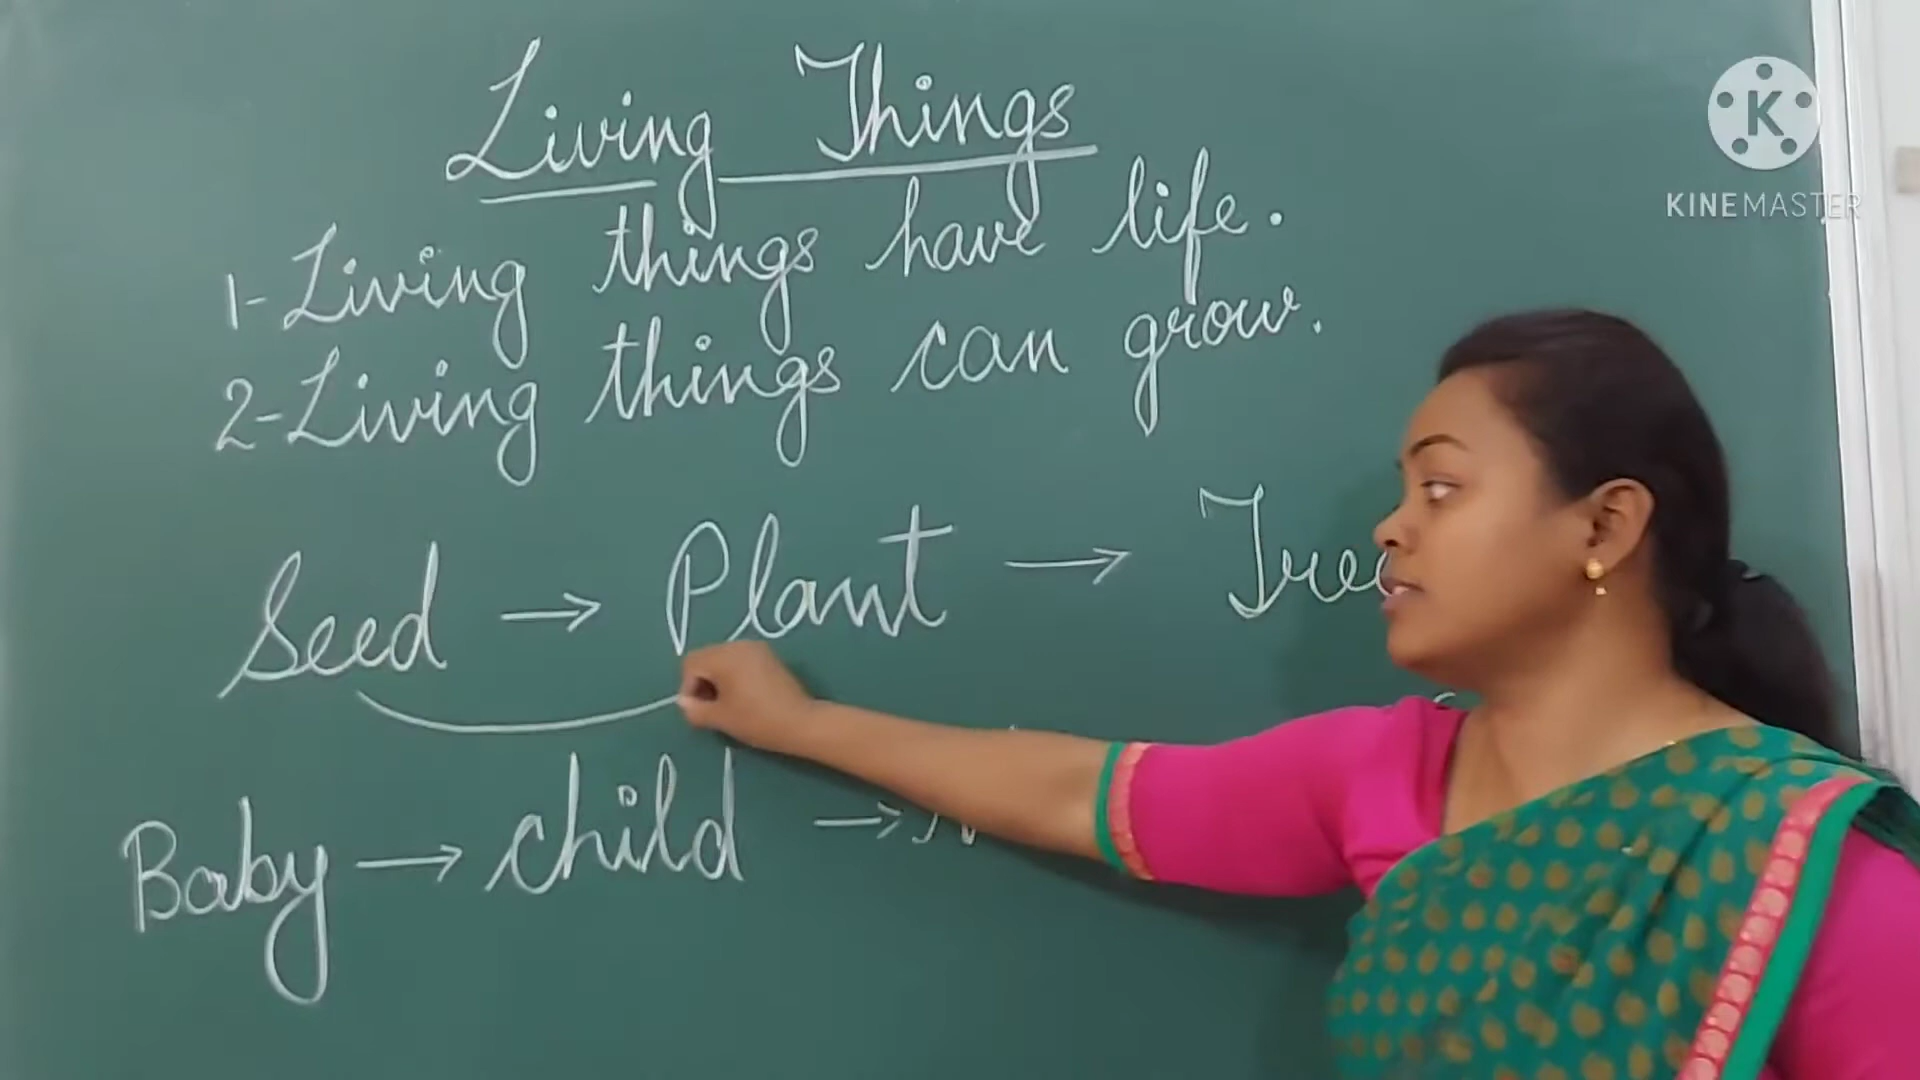 Living Things
1-Living things have life.
2-Living things can grow.
Seed → Plant → Tree
Baby → child →
K
KINEMASTER